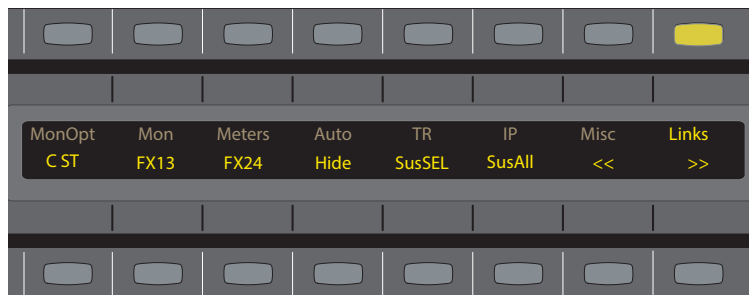 MonOpt Mon Meters Auto TR IP Misc Links
C ST FX13 FX24 Hide SusSEL SusAll << >>